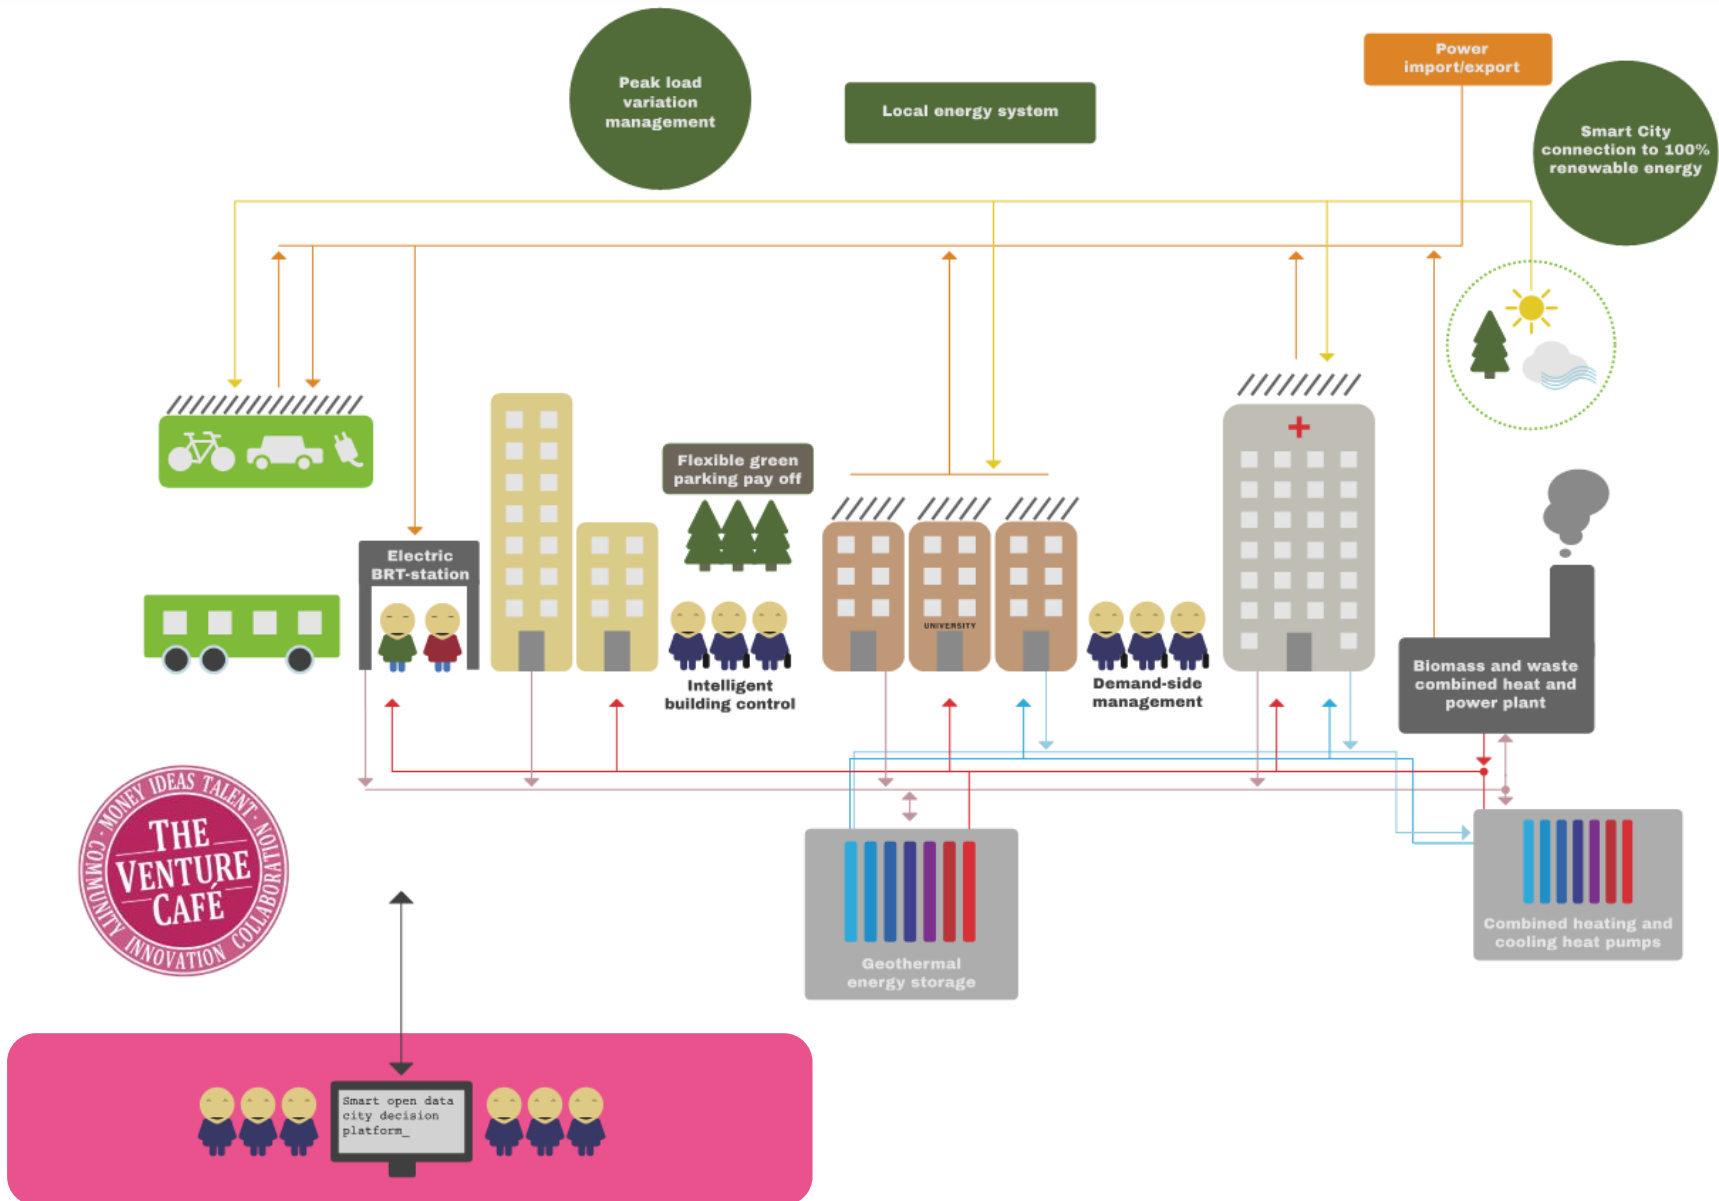 Peak load
variation
management
Local energy system
Power
import/export
Smart City
connection to 100%
renewable energy
Flexible green
parking pay off
Electric
BRT-station
UNIVERSITY
Intelligent
building control
Demand-side
management
Biomass and waste
combined heat and
power plant
COMMUNITY · MONEY IDEAS TALENT · INNOVATION COLLABORATION
THE
VENTURE
CAFÉ
Geothermal
energy storage
Combined heating and
cooling heat pumps
Smart open data
city decision
platform_